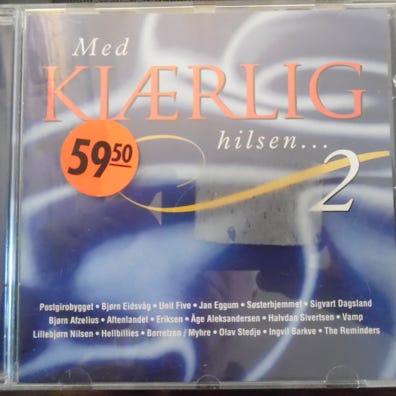 Med
KJÆRLIG
hilsen...
59 50
2
Postgirobygget • Bjørn Eidsvåg • Unit Five • Jan Eggum • Søsterhjemmet • Sigvart Dagsland
Bjørn Afzelius • Aftenlandet • Eriksen • Åge Aleksandersen • Halvdan Sivertsen • Vamp
Lillebjørn Nilsen • Hellbillies • Børretzen / Myhre • Olav Stedje • Ingvil Barkve • The Reminders